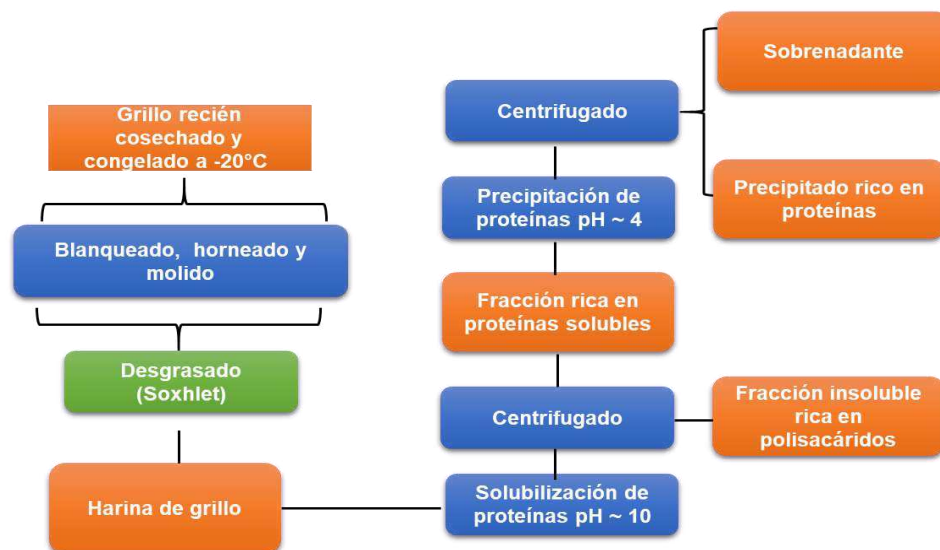 Grillo recién
cosechado y
congelado a -20°C
Blanqueado, horneado y
molido
Desgrasado
(Soxhlet)
Harina de grillo
Solubilización de
proteínas pH ~ 10
Centrifugado
Fracción insoluble
rica en
polisacáridos
Fracción rica en
proteínas solubles
Precipitación de
proteínas pH ~ 4
Centrifugado
Sobrenadante
Precipitado rico en
proteínas